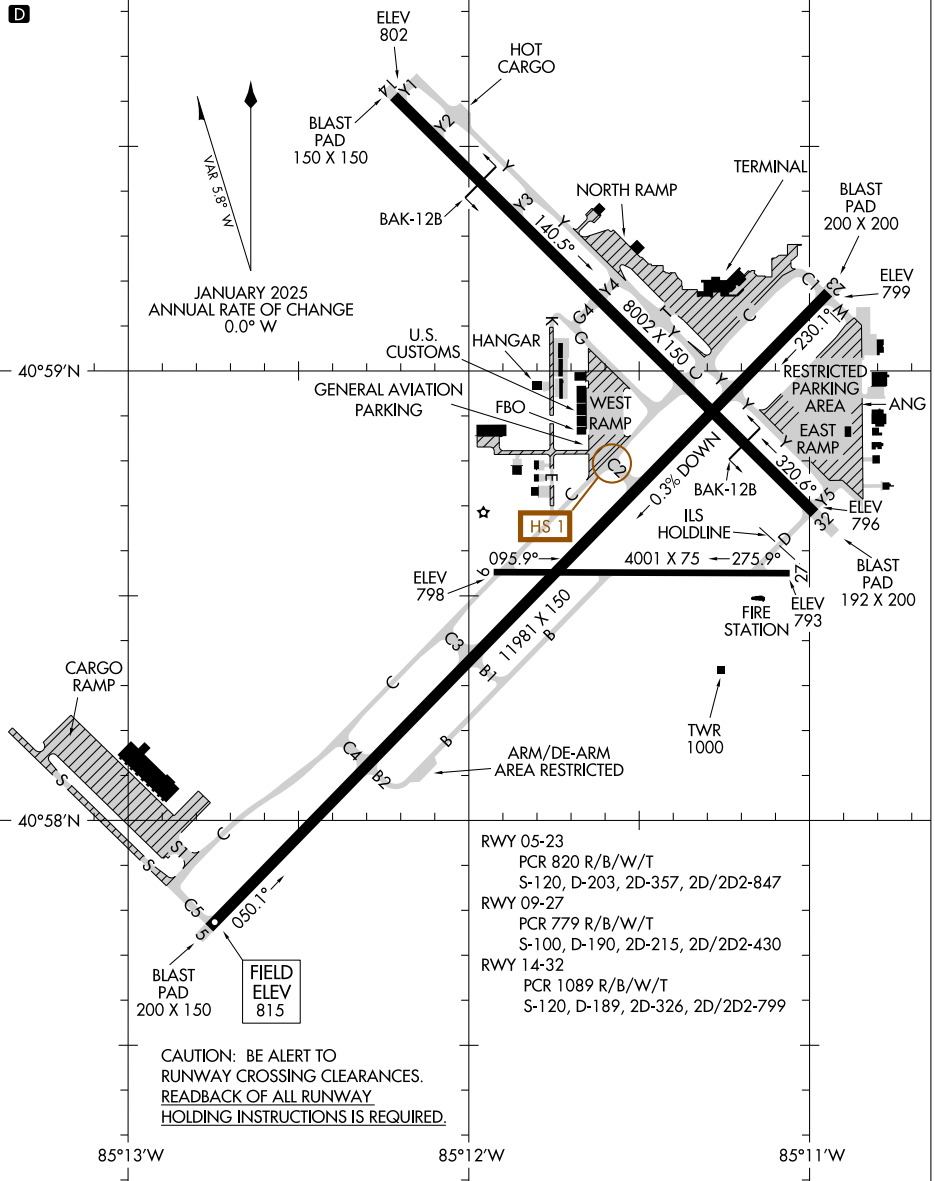 D
ELEV
802
HOT
CARGO
14
Y1
BLAST
PAD
150 X 150
Y2
VAR 5.8° W
Y
TERMINAL
NORTH RAMP
BLAST
PAD
200 X 200
BAK-12B
Y3
140.5°
Y
C1
23
ELEV
799
JANUARY 2025
ANNUAL RATE OF CHANGE
0.0° W
Y4
W
8002 X 150
Y
C
230.1°
K
G4
G
U.S.
CUSTOMS
HANGAR
40°59'N
C
Y
RESTRICTED
PARKING
AREA
GENERAL AVIATION
PARKING
FBO
WEST
RAMP
Y
ANG
EAST
RAMP
Y
0.3% DOWN
C2
E
C
BAK-12B
320.6°
Y5
32
ELEV
796
HS 1
ILS
HOLDLINE
D
095.9°
4001 X 75
275.9°
9
27
ELEV
798
BLAST
PAD
192 X 200
11981 X 150
FIRE
STATION
ELEV
793
B
C3
B1
CARGO
RAMP
C
TWR
1000
C4
B
B2
ARM/DE-ARM
AREA RESTRICTED
S
40°58'N
C
S1
S
RWY 05-23
PCR 820 R/B/W/T
S-120, D-203, 2D-357, 2D/2D2-847
RWY 09-27
PCR 779 R/B/W/T
S-100, D-190, 2D-215, 2D/2D2-430
RWY 14-32
PCR 1089 R/B/W/T
S-120, D-189, 2D-326, 2D/2D2-799
C5
5
050.1°
BLAST
PAD
200 X 150
FIELD
ELEV
815
CAUTION: BE ALERT TO
RUNWAY CROSSING CLEARANCES.
READBACK OF ALL RUNWAY
HOLDING INSTRUCTIONS IS REQUIRED.
85°13'W
85°12'W
85°11'W